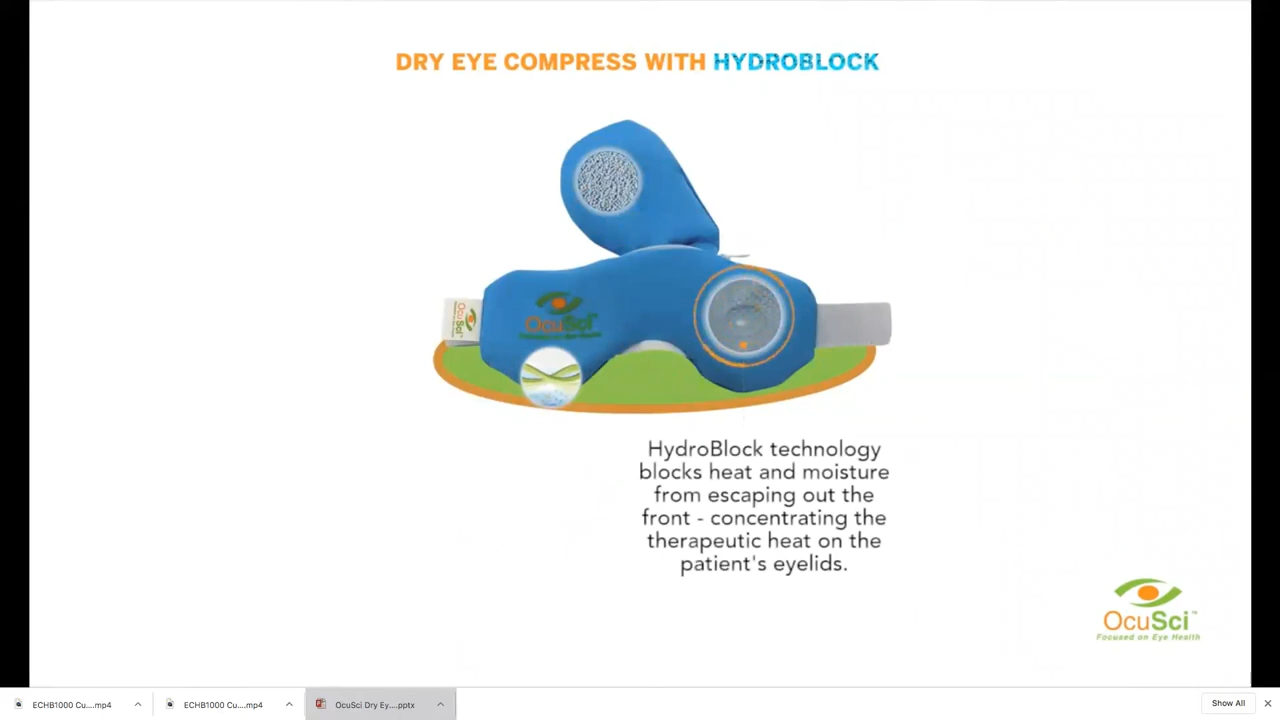 DRY EYE COMPRESS WITH HYDROBLOCK
OcuSci
OcuSci™
HydroBlock technology
blocks heat and moisture
from escaping out the
front - concentrating the
therapeutic heat on the
patient's eyelids.
OcuSci™
Focused on Eye Health
ECHB1000 Cu....mp4
ECHB1000 Cu....mp4
OcuSci Dry Ey....pptx
Show All